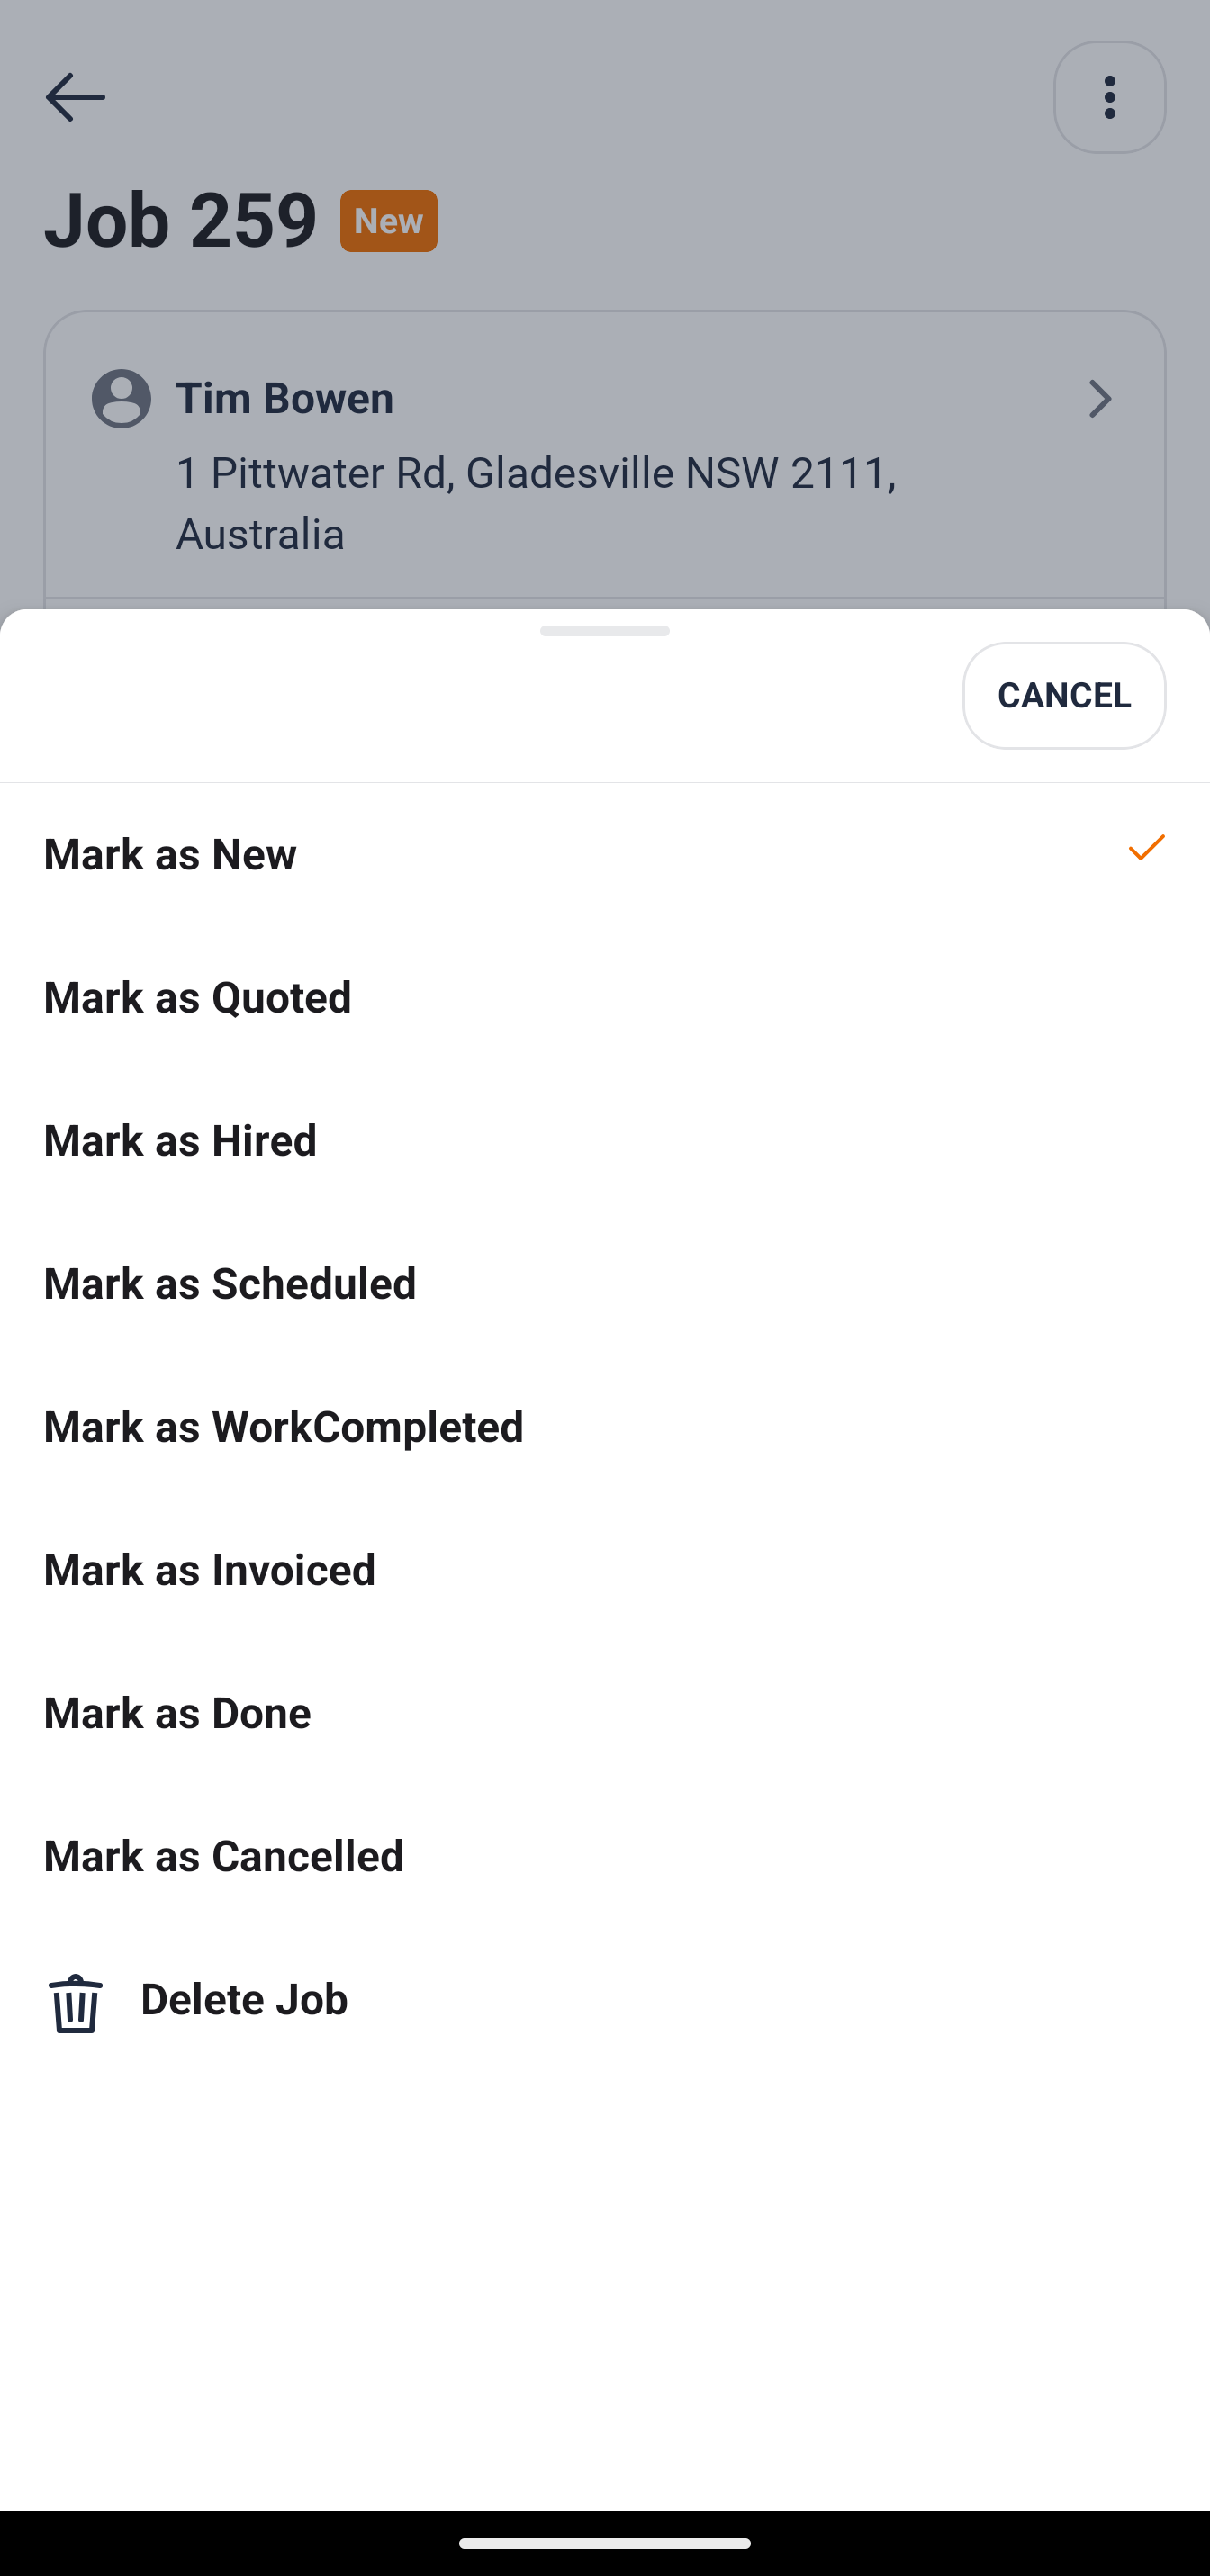 Job 259 New
Tim Bowen
1 Pittwater Rd, Gladesville NSW 2111,
Australia
CANCEL
Mark as New
Mark as Quoted
Mark as Hired
Mark as Scheduled
Mark as WorkCompleted
Mark as Invoiced
Mark as Done
Mark as Cancelled
Delete Job